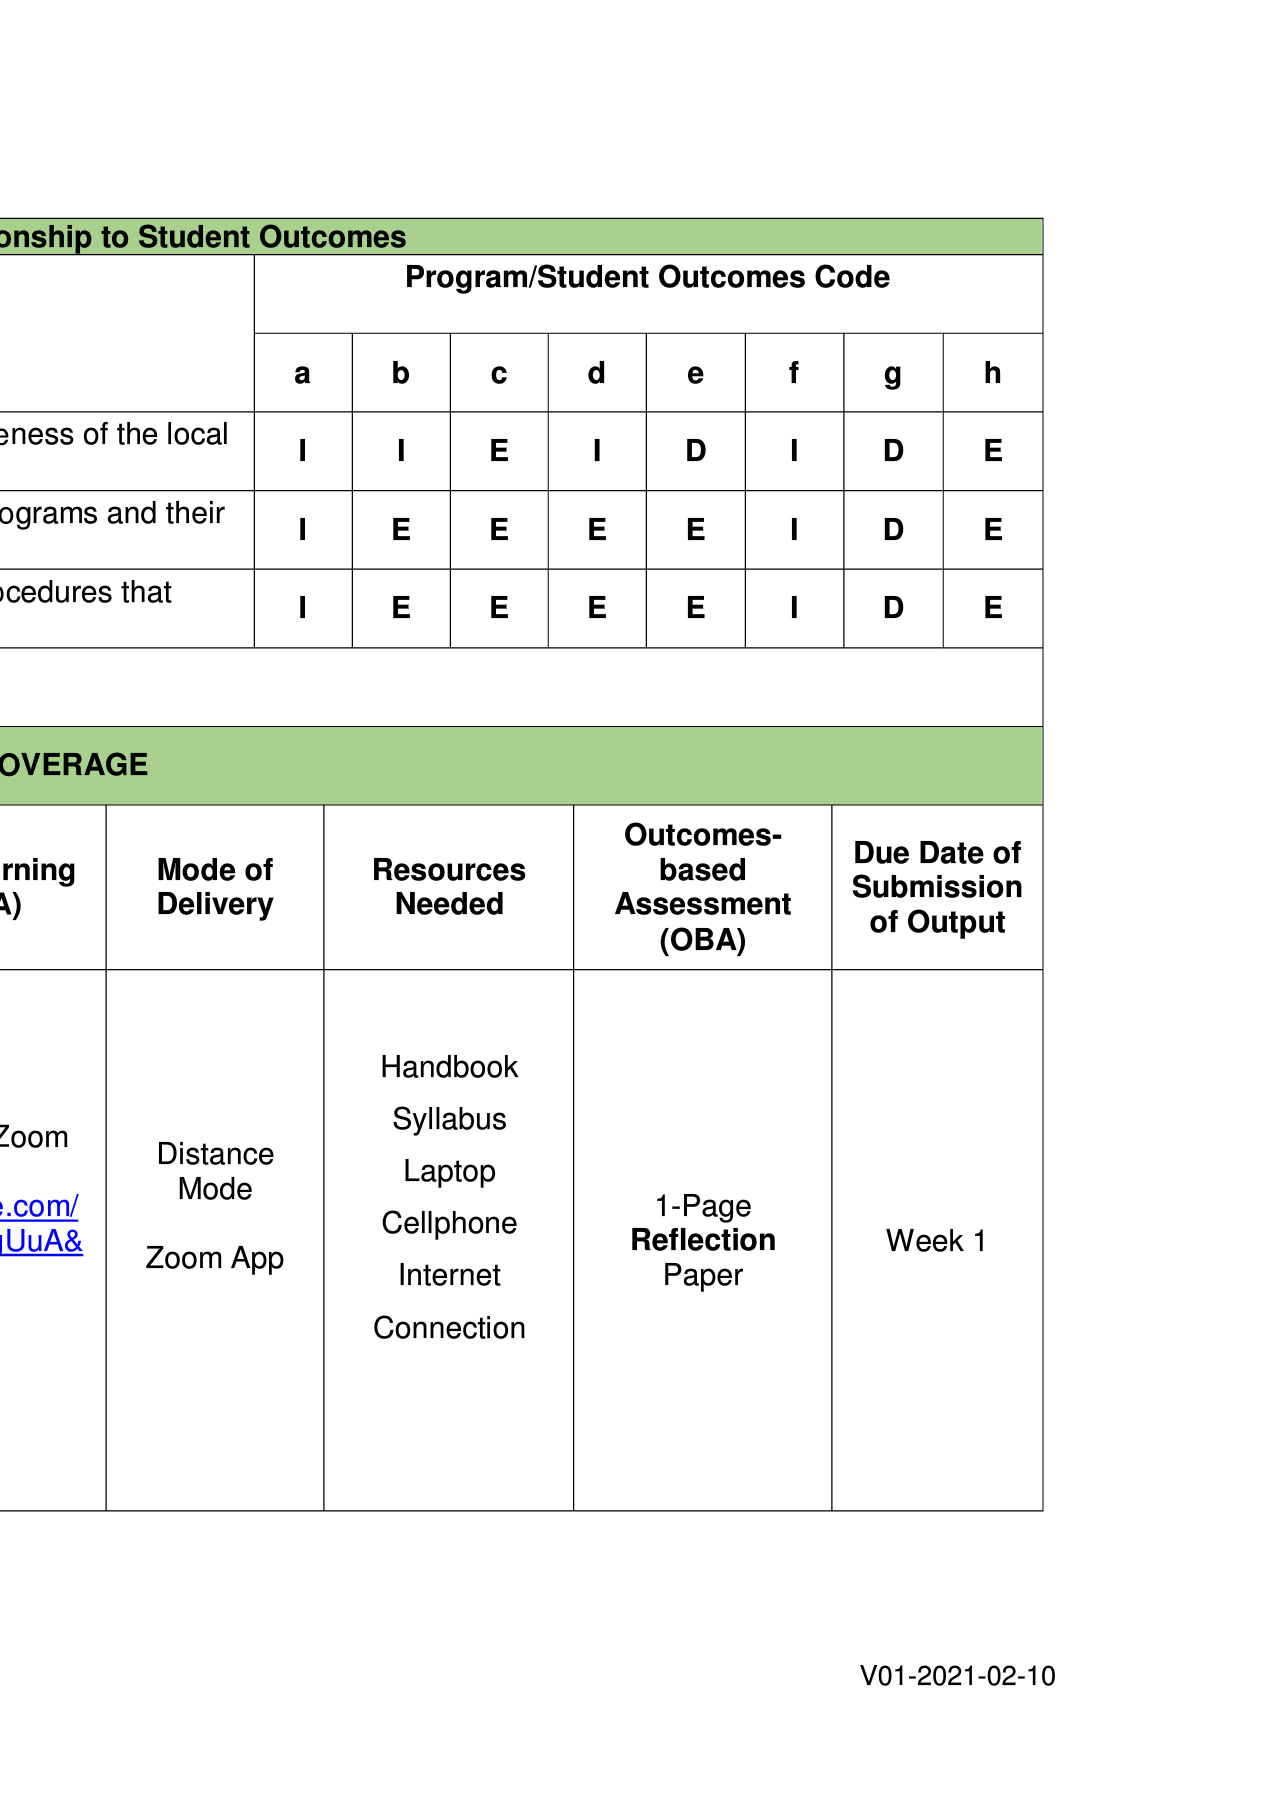 onship to Student Outcomes
Program/Student Outcomes Code
a b c d e f g h
eness of the local
I I E I D I D E
ograms and their
I E E E E I D E
ocedures that
I E E E E I D E
OVERAGE
rning
A)
Mode of
Delivery
Resources
Needed
Outcomes-
based
Assessment
(OBA)
Due Date of
Submission
of Output
Zoom
e.com/
qUuA&
Distance
Mode
Zoom App
Handbook
Syllabus
Laptop
Cellphone
Internet
Connection
1-Page
Reflection
Paper
Week 1
V01-2021-02-10